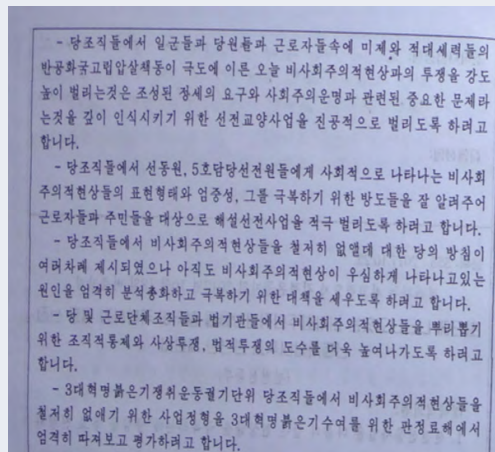 - 당조직들에서 일군들과 당원들과 근로자들속에 미제와 적대세력들의
반공화국고립압살책동이 극도에 이른 오늘 비사회주의적현상과의 투쟁을 강도
높이 벌리는것은 조성된 정세의 요구와 사회주의운명과 관련된 중요한 문제라
는것을 깊이 인식시키기 위한 선전교양사업을 진공적으로 벌리도록 하려고
합니다.
- 당조직들에서 선동원, 5호담당선전원들에게 사회적으로 나타나는 비사회
주의적현상들의 표현형태와 엄중성, 그를 극복하기 위한 방도들을 잘 알려주어
근로자들과 주민들을 대상으로 해설선전사업을 적극 벌리도록 하려고 합니다.
- 당조직들에서 비사회주의적현상들을 철저히 없앨데 대한 당의 방침이
여러차례 제시되였으나 아직도 비사회주의적현상이 우심하게 나타나고있는
원인을 엄격히 분석총화하고 극복하기 위한 대책을 세우도록 하려고 합니다.
- 당 및 근로단체조직들과 법기관들에서 비사회주의적현상들을 뿌리뽑기
위한 조직적통제와 사상투쟁, 법적투쟁의 도수를 더욱 높여나가도록 하려고
합니다.
- 3대혁명붉은기쟁취운동궐기단위 당조직들에서 비사회주의적현상들을
철저히 없애기 위한 사업정형을 3대혁명붉은기수여를 위한 판정료해에서
엄격히 따져보고 평가하려고 합니다.